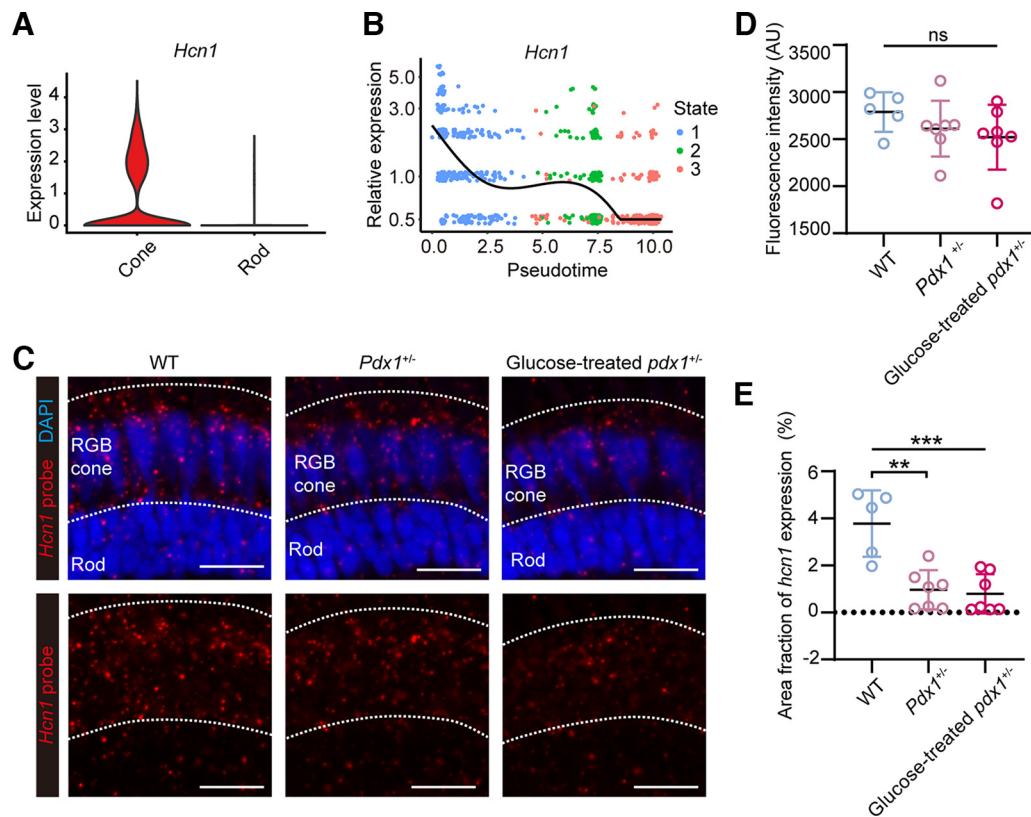 A
Hcn1
Expression level
4
3
2
1
0
Cone
Rod
B
Hcn1
Relative expression
5.0
3.0
1.0
0.5
0.0 2.5 5.0 7.5 10.0
Pseudotime
State
1
2
3
C
WT
Pdx1+/-
Glucose-treated pdx1+/-
Hcn1 probe DAPI
RGB
cone
Rod
RGB
cone
Rod
RGB
cone
Rod
Hcn1 probe
D
Fluorescence intensity (AU)
3500
3000
2500
2000
1500
ns
WT
Pdx1+/-
Glucose-treated pdx1+/-
E
Area fraction of hcn1 expression (%)
6
4
2
0
-2
***
**
WT
Pdx1+/-
Glucose-treated pdx1+/-